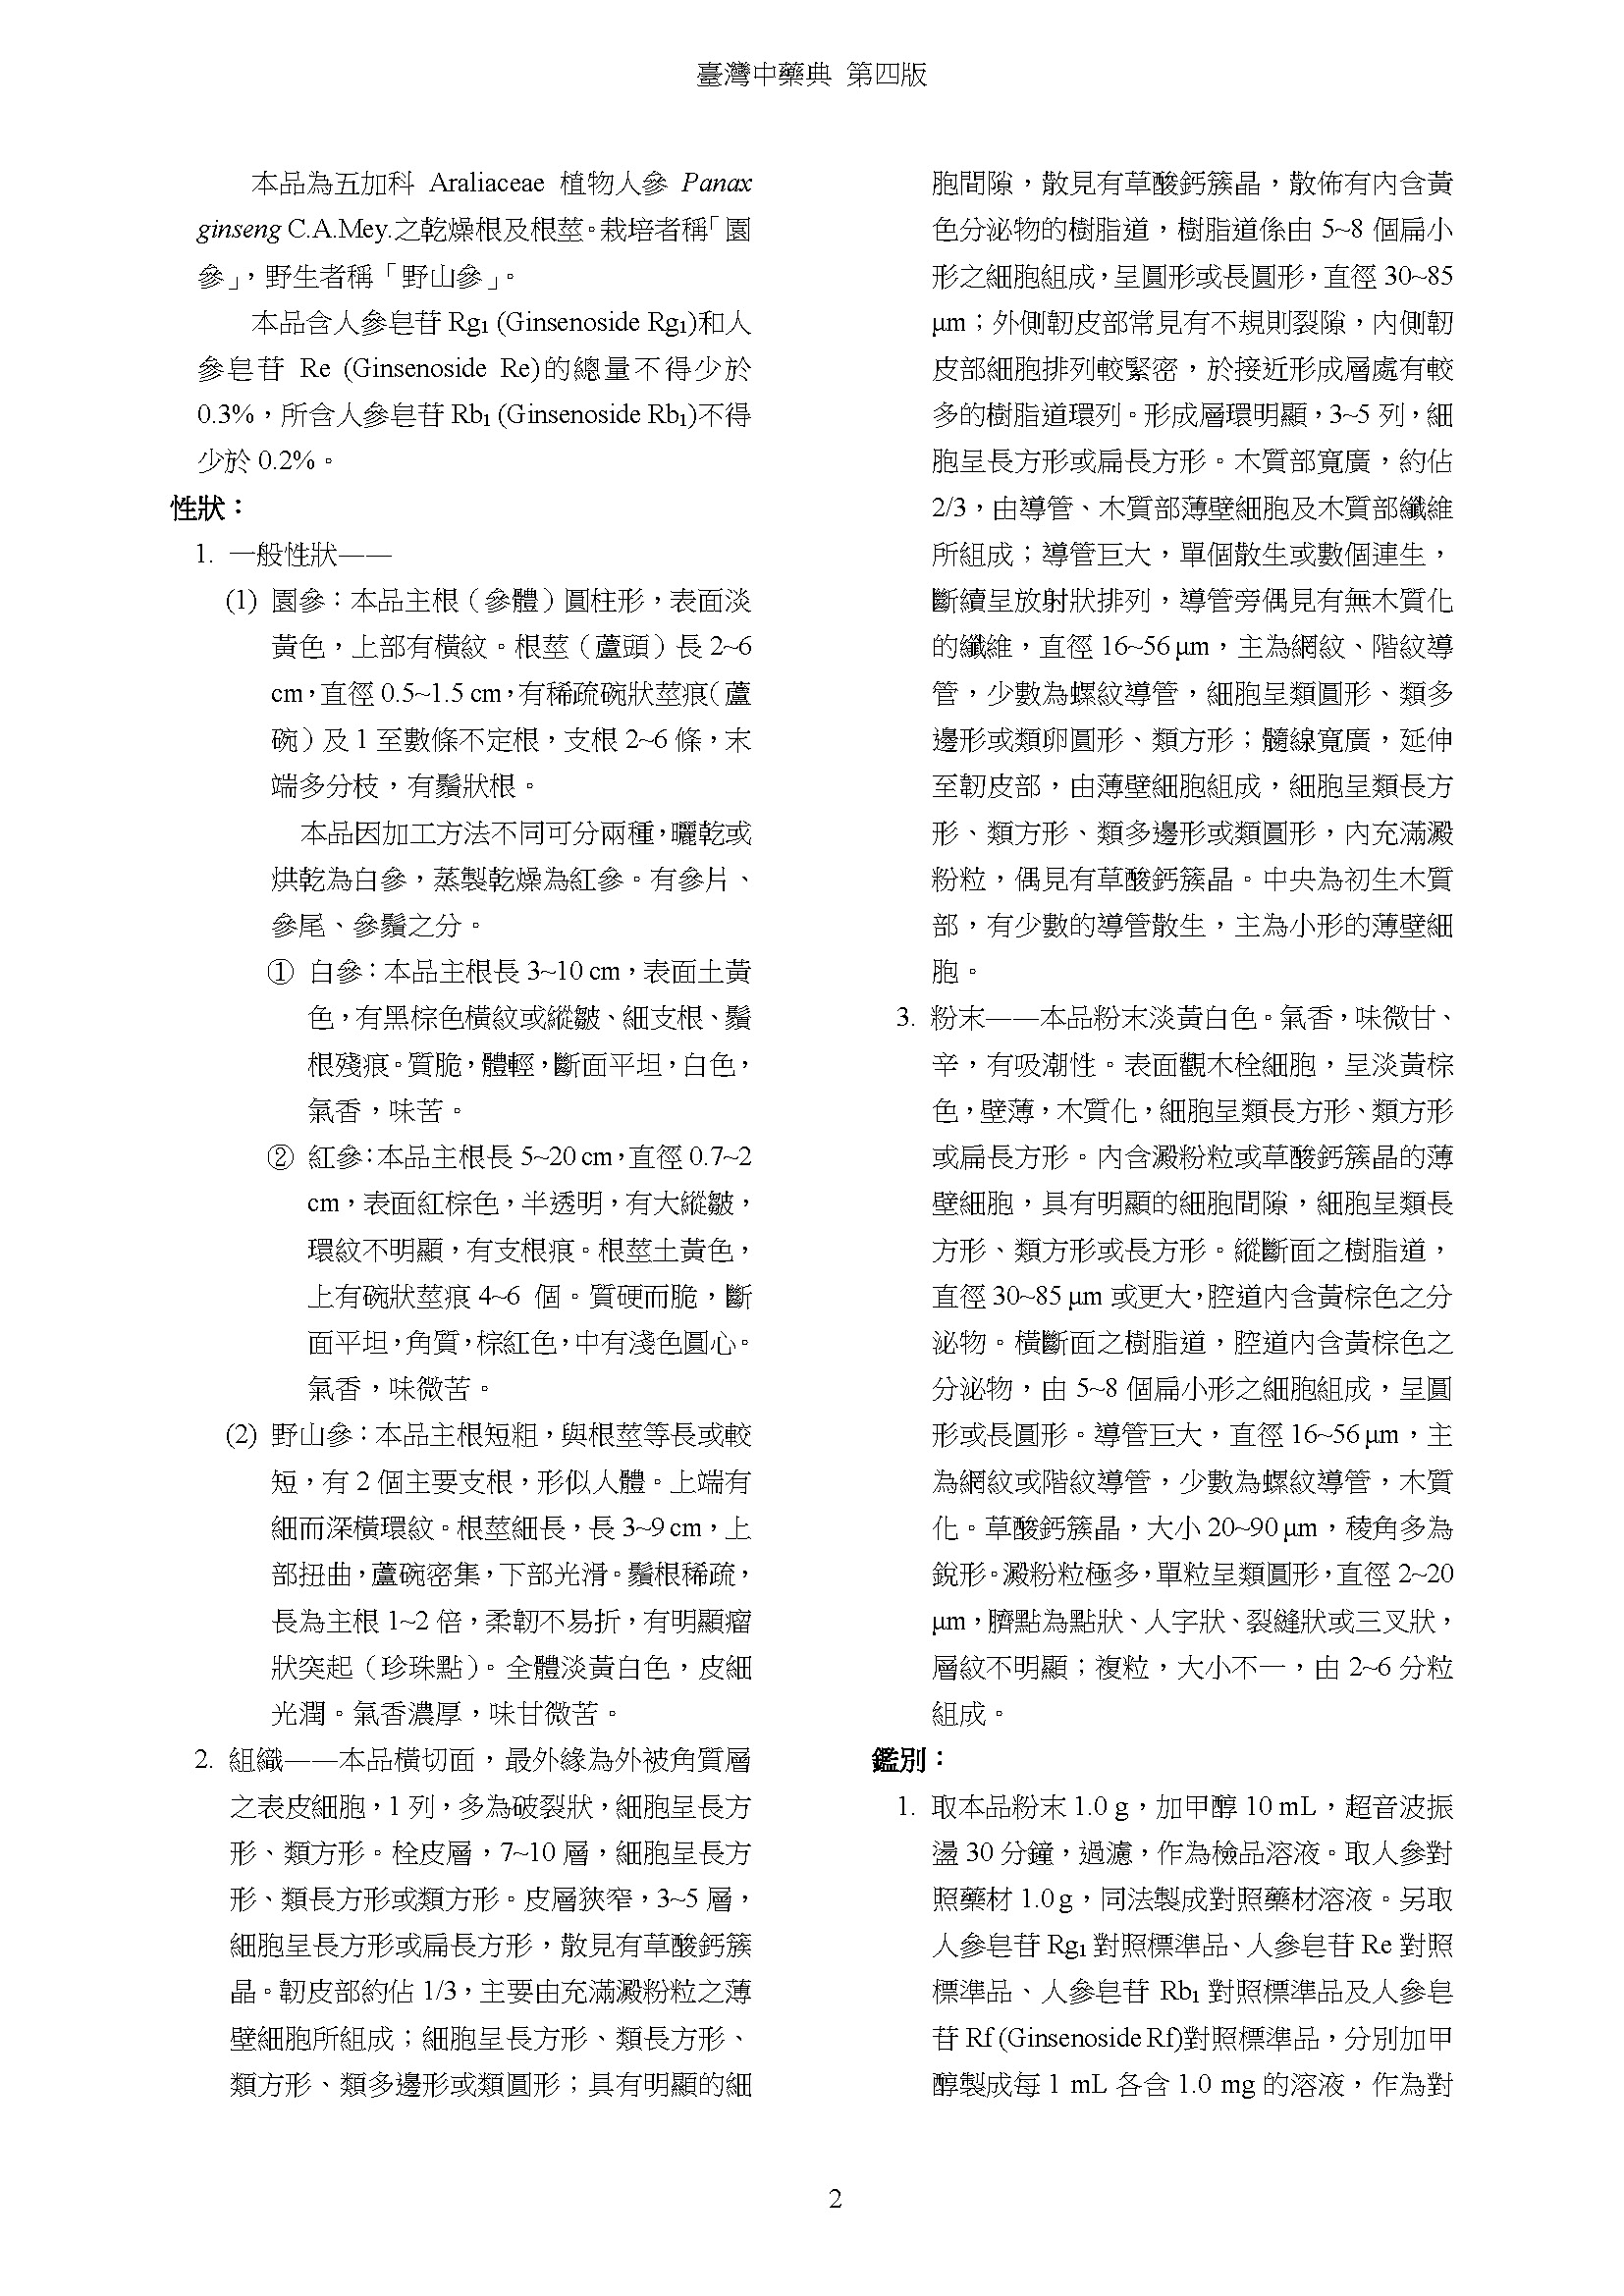 臺灣中藥典 第四版
本品為五加科 Araliaceae 植物人參 Panax
ginseng C.A.Mey.之乾燥根及根莖。栽培者稱「園
參」，野生者稱「野山參」。
本品含人參皂苷 Rg₁ (Ginsenoside Rg₁)和人
參皂苷 Re (Ginsenoside Re)的總量不得少於
0.3%，所含人參皂苷 Rb₁ (Ginsenoside Rb₁)不得
少於 0.2%。
性狀：
1. 一般性狀——
(1) 園參：本品主根（參體）圓柱形，表面淡
黃色，上部有橫紋。根莖（蘆頭）長 2~6
cm，直徑 0.5~1.5 cm，有稀疏碗狀莖痕（蘆
碗）及 1 至數條不定根，支根 2~6 條，末
端多分枝，有鬚狀根。
本品因加工方法不同可分兩種，曬乾或
烘乾為白參，蒸製乾燥為紅參。有參片、
參尾、參鬚之分。
① 白參：本品主根長 3~10 cm，表面土黃
色，有黑棕色橫紋或縱皺、細支根、鬚
根殘痕。質脆，體輕，斷面平坦，白色，
氣香，味苦。
② 紅參：本品主根長 5~20 cm，直徑 0.7~2
cm，表面紅棕色，半透明，有大縱皺，
環紋不明顯，有支根痕。根莖土黃色，
上有碗狀莖痕 4~6 個。質硬而脆，斷
面平坦，角質，棕紅色，中有淺色圓心。
氣香，味微苦。
(2) 野山參：本品主根短粗，與根莖等長或較
短，有 2 個主要支根，形似人體。上端有
細而深橫環紋。根莖細長，長 3~9 cm，上
部扭曲，蘆碗密集，下部光滑。鬚根稀疏，
長為主根 1~2 倍，柔韌不易折，有明顯瘤
狀突起（珍珠點）。全體淡黃白色，皮細
光潤。氣香濃厚，味甘微苦。
2. 組織——本品橫切面，最外緣為外被角質層
之表皮細胞，1 列，多為破裂狀，細胞呈長方
形、類方形。栓皮層，7~10 層，細胞呈長方
形、類長方形或類方形。皮層狹窄，3~5 層，
細胞呈長方形或扁長方形，散見有草酸鈣簇
晶。韌皮部約佔 1/3，主要由充滿澱粉粒之薄
壁細胞所組成；細胞呈長方形、類長方形、
類方形、類多邊形或類圓形；具有明顯的細
胞間隙，散見有草酸鈣簇晶，散佈有內含黃
色分泌物的樹脂道，樹脂道係由 5~8 個扁小
形之細胞組成，呈圓形或長圓形，直徑 30~85
μm；外側韌皮部常見有不規則裂隙，內側韌
皮部細胞排列較緊密，於接近形成層處有較
多的樹脂道環列。形成層環明顯，3~5 列，細
胞呈長方形或扁長方形。木質部寬廣，約佔
2/3，由導管、木質部薄壁細胞及木質部纖維
所組成；導管巨大，單個散生或數個連生，
斷續呈放射狀排列，導管旁偶見有無木質化
的纖維，直徑 16~56 μm，主為網紋、階紋導
管，少數為螺紋導管，細胞呈類圓形、類多
邊形或類卵圓形、類方形；髓線寬廣，延伸
至韌皮部，由薄壁細胞組成，細胞呈類長方
形、類方形、類多邊形或類圓形，內充滿澱
粉粒，偶見有草酸鈣簇晶。中央為初生木質
部，有少數的導管散生，主為小形的薄壁細
胞。
3. 粉末——本品粉末淡黃白色。氣香，味微甘、
辛，有吸潮性。表面觀木栓細胞，呈淡黃棕
色，壁薄，木質化，細胞呈類長方形、類方形
或扁長方形。內含澱粉粒或草酸鈣簇晶的薄
壁細胞，具有明顯的細胞間隙，細胞呈類長
方形、類方形或長方形。縱斷面之樹脂道，
直徑 30~85 μm 或更大，腔道內含黃棕色之分
泌物。橫斷面之樹脂道，腔道內含黃棕色之
分泌物，由 5~8 個扁小形之細胞組成，呈圓
形或長圓形。導管巨大，直徑 16~56 μm，主
為網紋或階紋導管，少數為螺紋導管，木質
化。草酸鈣簇晶，大小 20~90 μm，稜角多為
銳形。澱粉粒極多，單粒呈類圓形，直徑 2~20
μm，臍點為點狀、人字狀、裂縫狀或三叉狀，
層紋不明顯；複粒，大小不一，由 2~6 分粒
組成。
鑑別：
1. 取本品粉末 1.0 g，加甲醇 10 mL，超音波振
盪 30 分鐘，過濾，作為檢品溶液。取人參對
照藥材 1.0 g，同法製成對照藥材溶液。另取
人參皂苷 Rg₁ 對照標準品、人參皂苷 Re 對照
標準品、人參皂苷 Rb₁ 對照標準品及人參皂
苷 Rf (Ginsenoside Rf)對照標準品，分別加甲
醇製成每 1 mL 各含 1.0 mg 的溶液，作為對
2